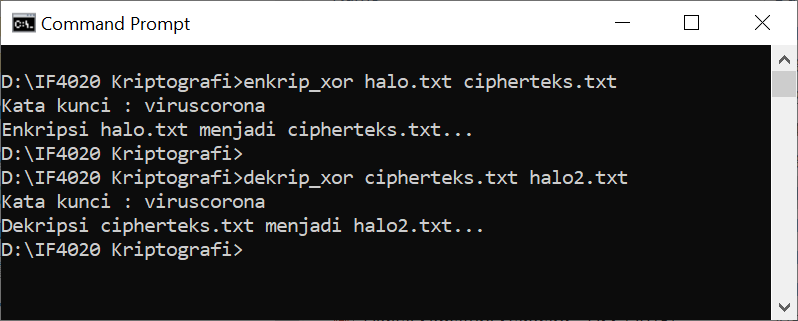 Command Prompt
D:\IF4020 Kriptografi>enkrip_xor halo.txt cipherteks.txt
Kata kunci : viruscorona
Enkripsi halo.txt menjadi cipherteks.txt...
D:\IF4020 Kriptografi>
D:\IF4020 Kriptografi>dekrip_xor cipherteks.txt halo2.txt
Kata kunci : viruscorona
Dekripsi cipherteks.txt menjadi halo2.txt...
D:\IF4020 Kriptografi>